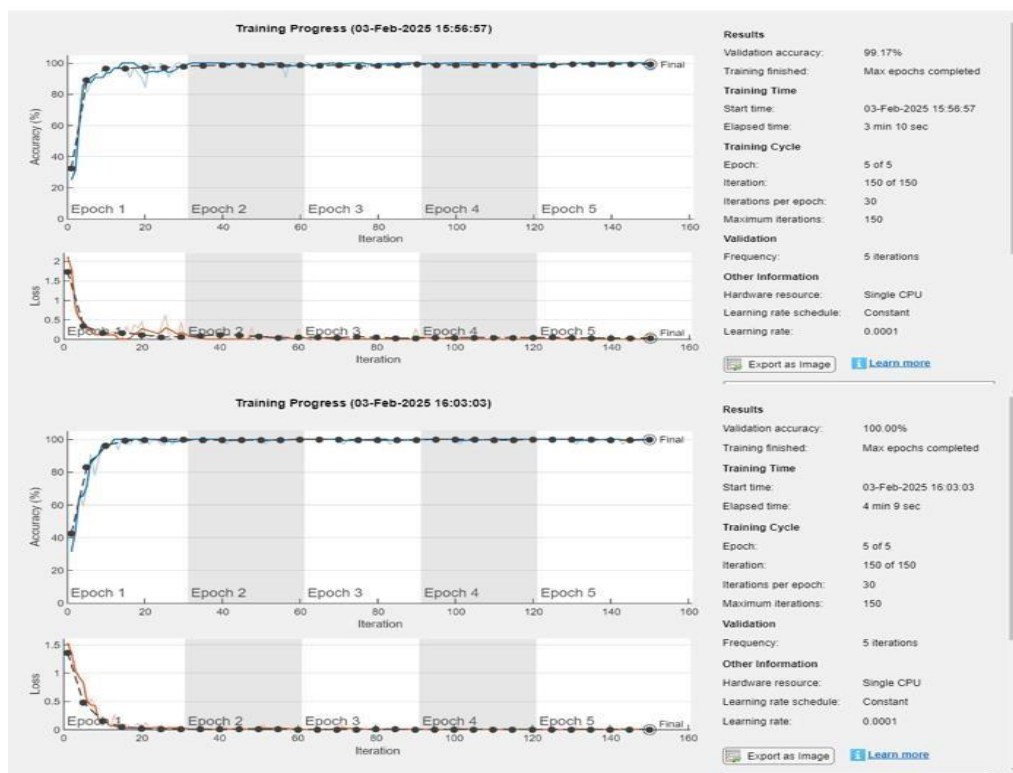 Training Progress (03-Feb-2025 15:56:57)
100
80
60
40
20
0
Accuracy (%)
Epoch 1 Epoch 2 Epoch 3 Epoch 4 Epoch 5
Final
0 20 40 60 80 100 120 140 160
Iteration
2
1.5
1
0.5
0
Loss
Epoch 1 Epoch 2 Epoch 3 Epoch 4 Epoch 5
Final
0 20 40 60 80 100 120 140 160
Iteration
Results
Validation accuracy: 99.17%
Training finished: Max epochs completed
Training Time
Start time: 03-Feb-2025 15:56:57
Elapsed time: 3 min 10 sec
Training Cycle
Epoch: 5 of 5
Iteration: 150 of 150
Iterations per epoch: 30
Maximum iterations: 150
Validation
Frequency: 5 iterations
Other Information
Hardware resource: Single CPU
Learning rate schedule: Constant
Learning rate: 0.0001
Export as Image Learn more
Training Progress (03-Feb-2025 16:03:03)
100
80
60
40
20
0
Accuracy (%)
Epoch 1 Epoch 2 Epoch 3 Epoch 4 Epoch 5
Final
0 20 40 60 80 100 120 140 160
Iteration
1.5
1
0.5
0
Loss
Epoch 1 Epoch 2 Epoch 3 Epoch 4 Epoch 5
Final
0 20 40 60 80 100 120 140 160
Iteration
Results
Validation accuracy: 100.00%
Training finished: Max epochs completed
Training Time
Start time: 03-Feb-2025 16:03:03
Elapsed time: 4 min 9 sec
Training Cycle
Epoch: 5 of 5
Iteration: 150 of 150
Iterations per epoch: 30
Maximum iterations: 150
Validation
Frequency: 5 iterations
Other Information
Hardware resource: Single CPU
Learning rate schedule: Constant
Learning rate: 0.0001
Export as Image Learn more